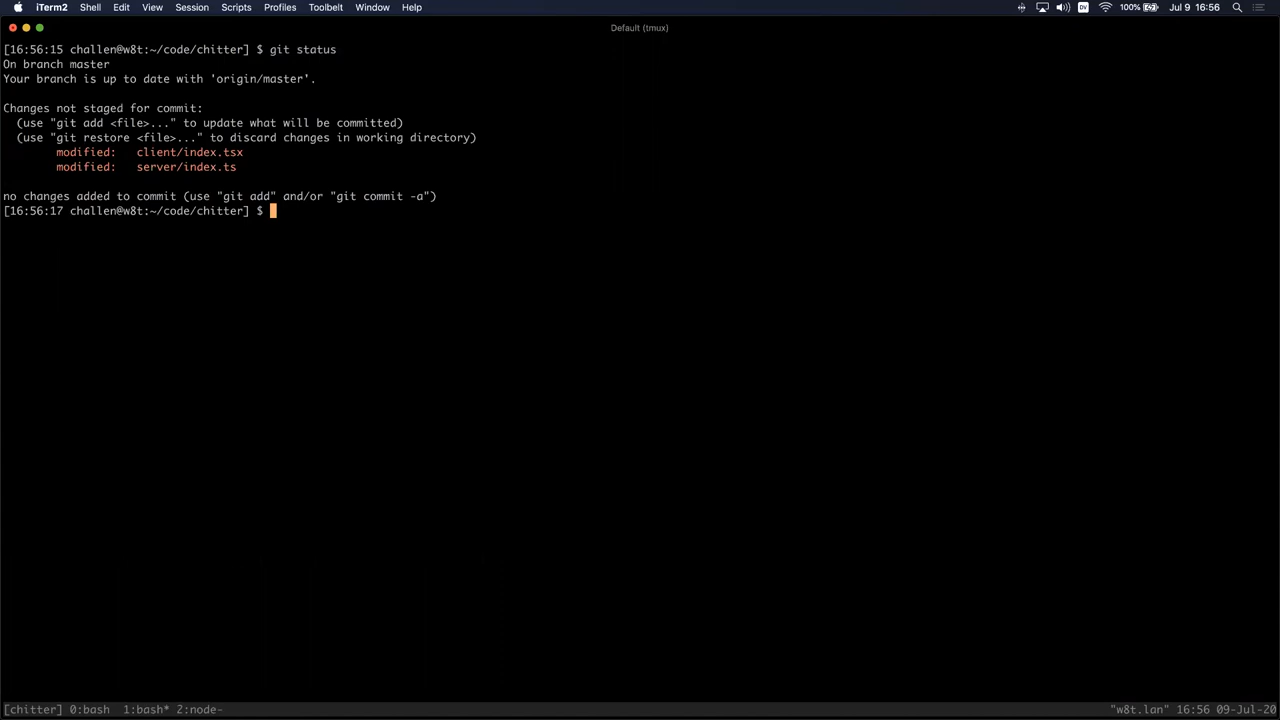 iTerm2 Shell Edit View Session Scripts Profiles Toolbelt Window Help DV 100% Jul 9 16:56
Default (tmux)
[16:56:15 challen@w8t:~/code/chitter] $ git status
On branch master
Your branch is up to date with 'origin/master'.
Changes not staged for commit:
(use "git add <file>..." to update what will be committed)
(use "git restore <file>..." to discard changes in working directory)
modified: client/index.tsx
modified: server/index.ts
no changes added to commit (use "git add" and/or "git commit -a")
[16:56:17 challen@w8t:~/code/chitter] $
[chitter] 0:bash 1:bash* 2:node- "w8t.lan" 16:56 09-Jul-20